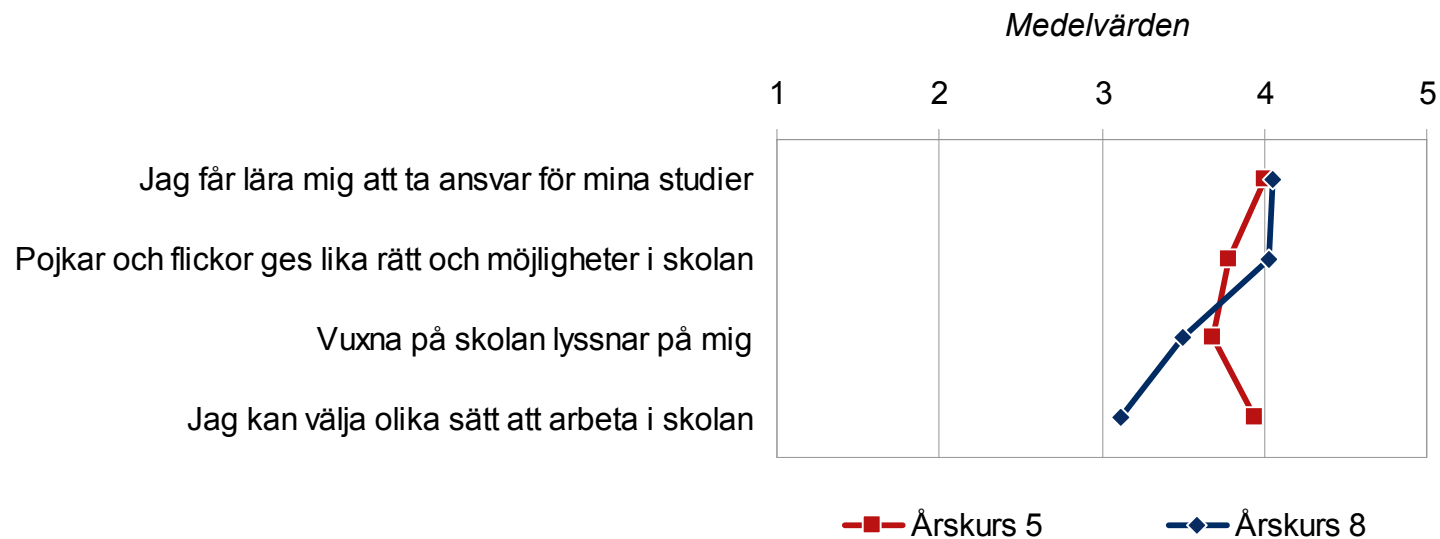 Medelvärden
1 2 3 4 5
Jag får lära mig att ta ansvar för mina studier
Pojkar och flickor ges lika rätt och möjligheter i skolan
Vuxna på skolan lyssnar på mig
Jag kan välja olika sätt att arbeta i skolan
Årskurs 5 Årskurs 8